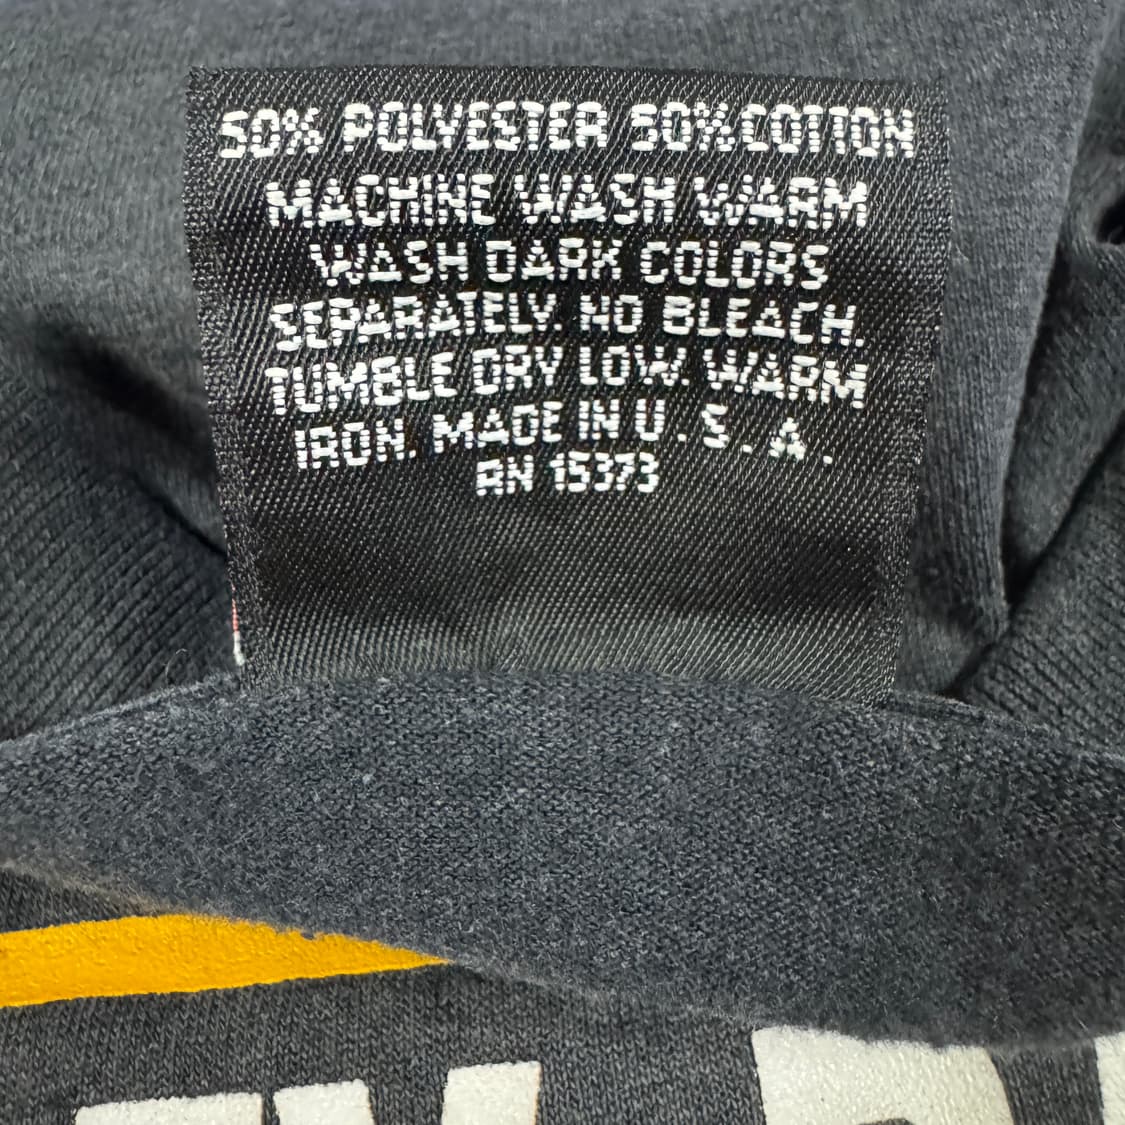 50% POLYESTER 50% COTTON
MACHINE WASH WARM
WASH DARK COLORS
SEPARATELY. NO BLEACH.
TUMBLE DRY LOW. WARM
IRON. MADE IN U.S.A.
RN 15373